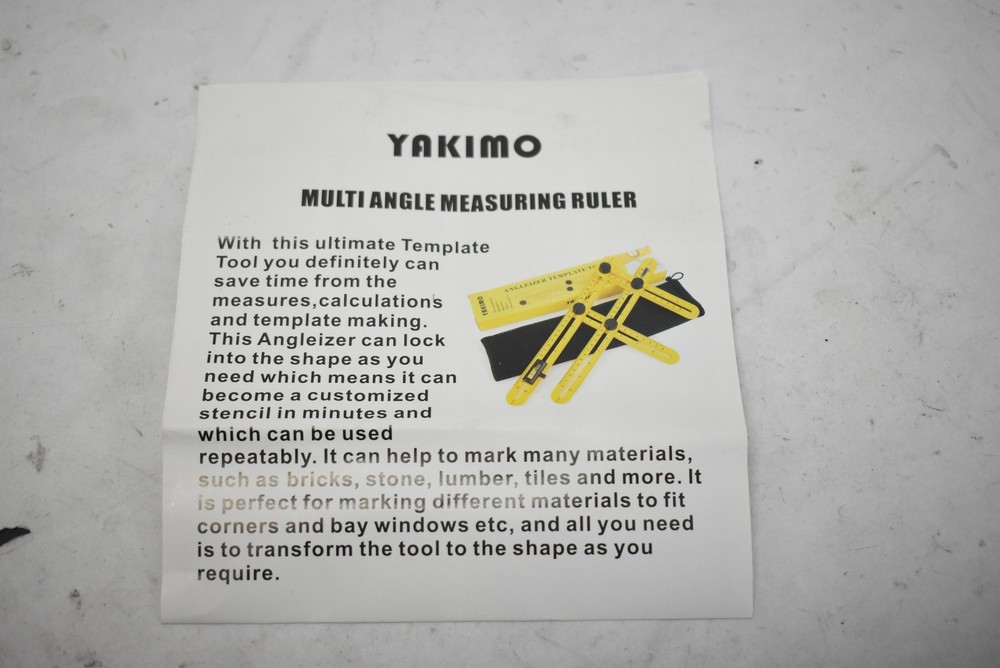 YAKIMO
MULTI ANGLE MEASURING RULER
With this ultimate Template
Tool you definitely can
save time from the
measures,calculations
and template making.
This Angleizer can lock
into the shape as you
need which means it can
become a customized
stencil in minutes and
which can be used
repeatably. It can help to mark many materials,
such as bricks, stone, lumber, tiles and more. It
is perfect for marking different materials to fit
corners and bay windows etc, and all you need
is to transform the tool to the shape as you
require.
YAKIMO
ANGLEIZER TEMPLATE